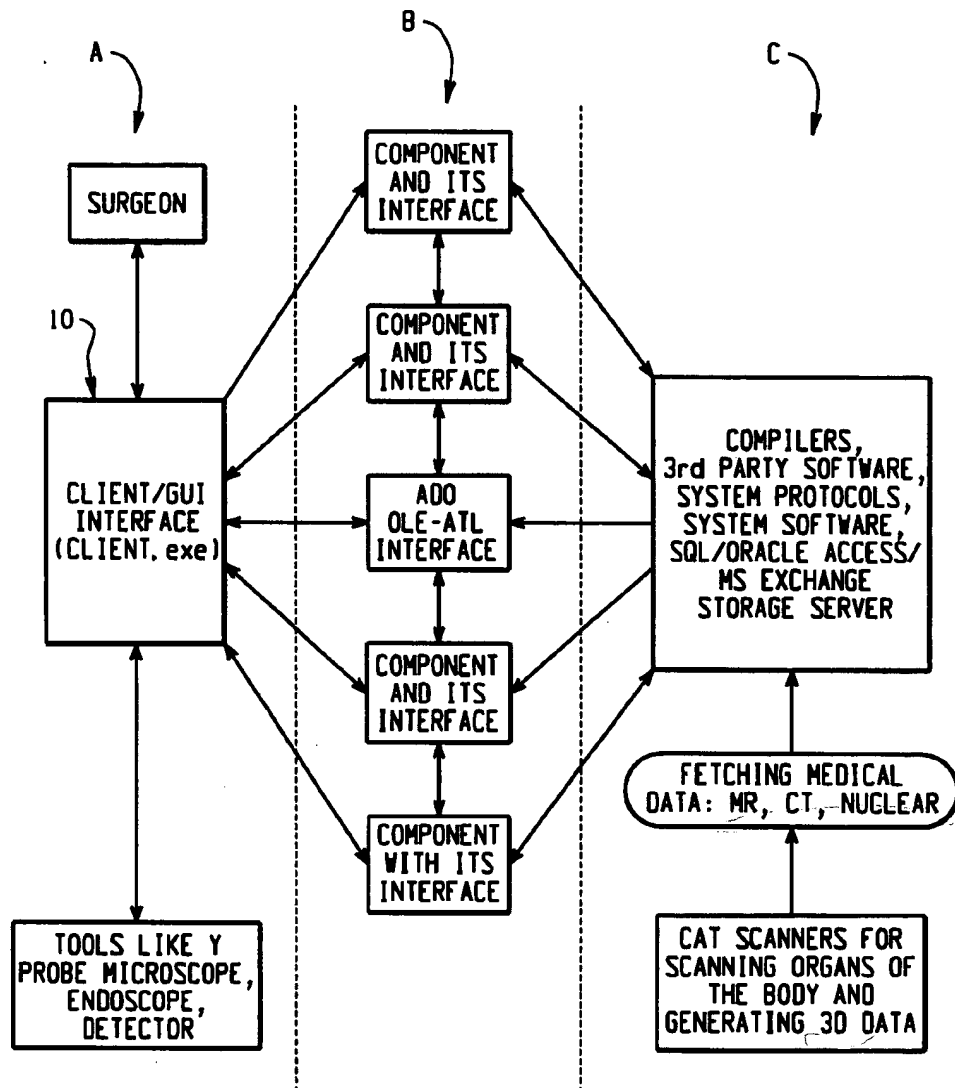 A
B
C
SURGEON
10
CLIENT/GUI
INTERFACE
(CLIENT.exe)
TOOLS LIKE Y
PROBE MICROSCOPE,
ENDOSCOPE,
DETECTOR
COMPONENT
AND ITS
INTERFACE
COMPONENT
AND ITS
INTERFACE
ADO
OLE-ATL
INTERFACE
COMPONENT
AND ITS
INTERFACE
COMPONENT
WITH ITS
INTERFACE
COMPILERS,
3rd PARTY SOFTWARE,
SYSTEM PROTOCOLS,
SYSTEM SOFTWARE,
SQL/ORACLE ACCESS/
MS EXCHANGE
STORAGE SERVER
FETCHING MEDICAL
DATA: MR, CT, NUCLEAR
CAT SCANNERS FOR
SCANNING ORGANS OF
THE BODY AND
GENERATING 3D DATA